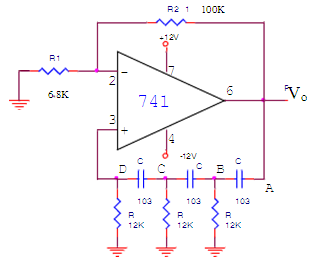 R2 1 100K
+12V
R1
7
2
6.8K
741
6
PVo
3
4
-12V
D C C C B C A
103 103 103
R R R
12K 12K 12K